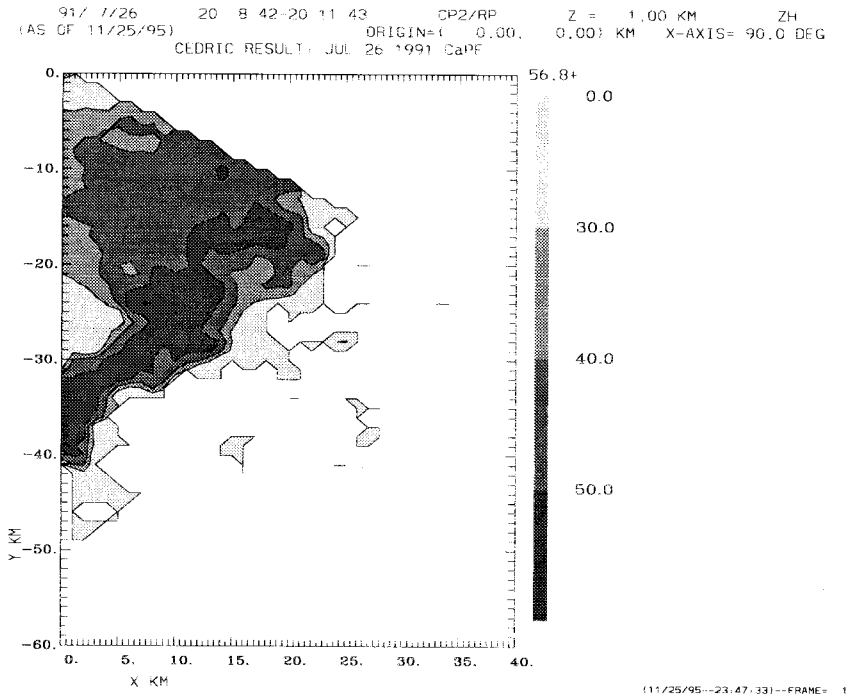 91/ 7/26 20 8 42-20 11 43 CP2/RP Z = 1.00 KM ZH
(AS OF 11/25/95) ORIGIN=( 0.00, 0.00) KM X-AXIS= 90.0 DEG
CEDRIC RESULT: JUL 26 1991 CaPE
56.8+
0.0
30.0
40.0
50.0
0.
-10.
-20.
-30.
-40.
-50.
-60.
Y KM
0. 5. 10. 15. 20. 25. 30. 35. 40.
X KM
(11/25/95--23:47:33)--FRAME= 1